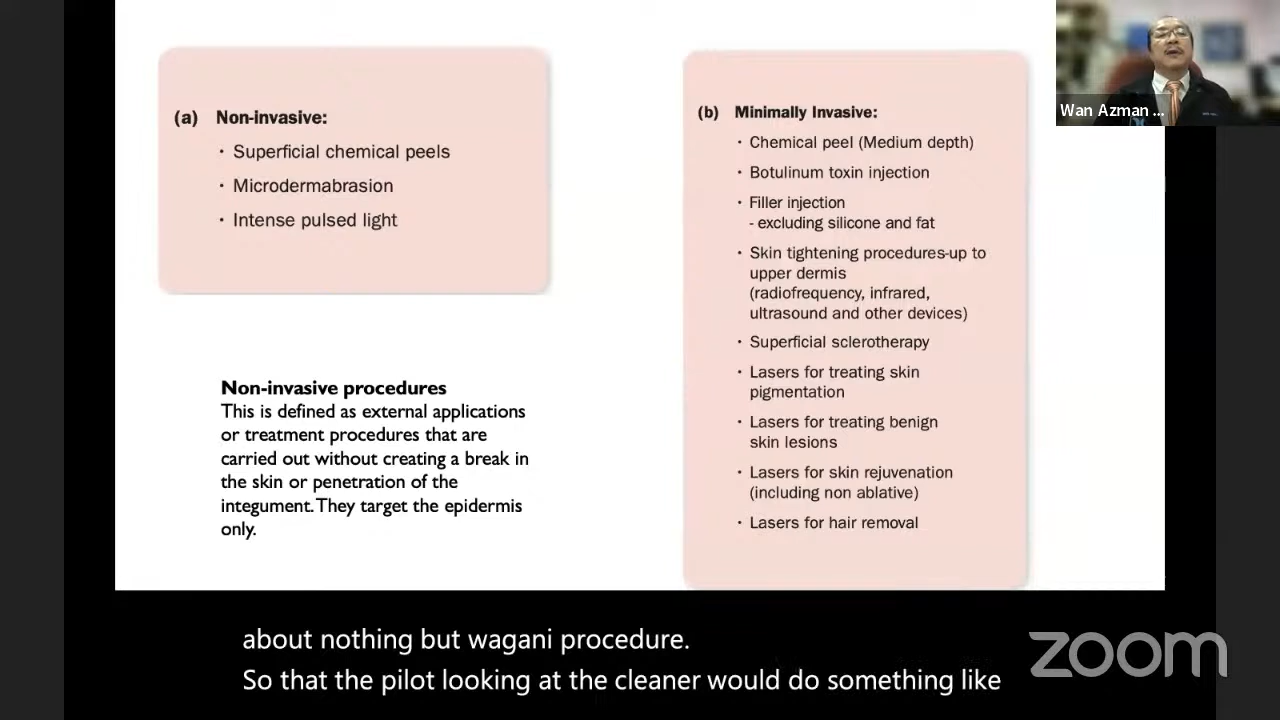 (a) Non-invasive:
· Superficial chemical peels
· Microdermabrasion
· Intense pulsed light
Non-invasive procedures
This is defined as external applications
or treatment procedures that are
carried out without creating a break in
the skin or penetration of the
integument. They target the epidermis
only.
(b) Minimally Invasive:
· Chemical peel (Medium depth)
· Botulinum toxin injection
· Filler injection
- excluding silicone and fat
· Skin tightening procedures-up to
upper dermis
(radiofrequency, infrared,
ultrasound and other devices)
· Superficial sclerotherapy
· Lasers for treating skin
pigmentation
· Lasers for treating benign
skin lesions
· Lasers for skin rejuvenation
(including non ablative)
· Lasers for hair removal
Wan Azman ...
about nothing but wagani procedure.
So that the pilot looking at the cleaner would do something like
zoom